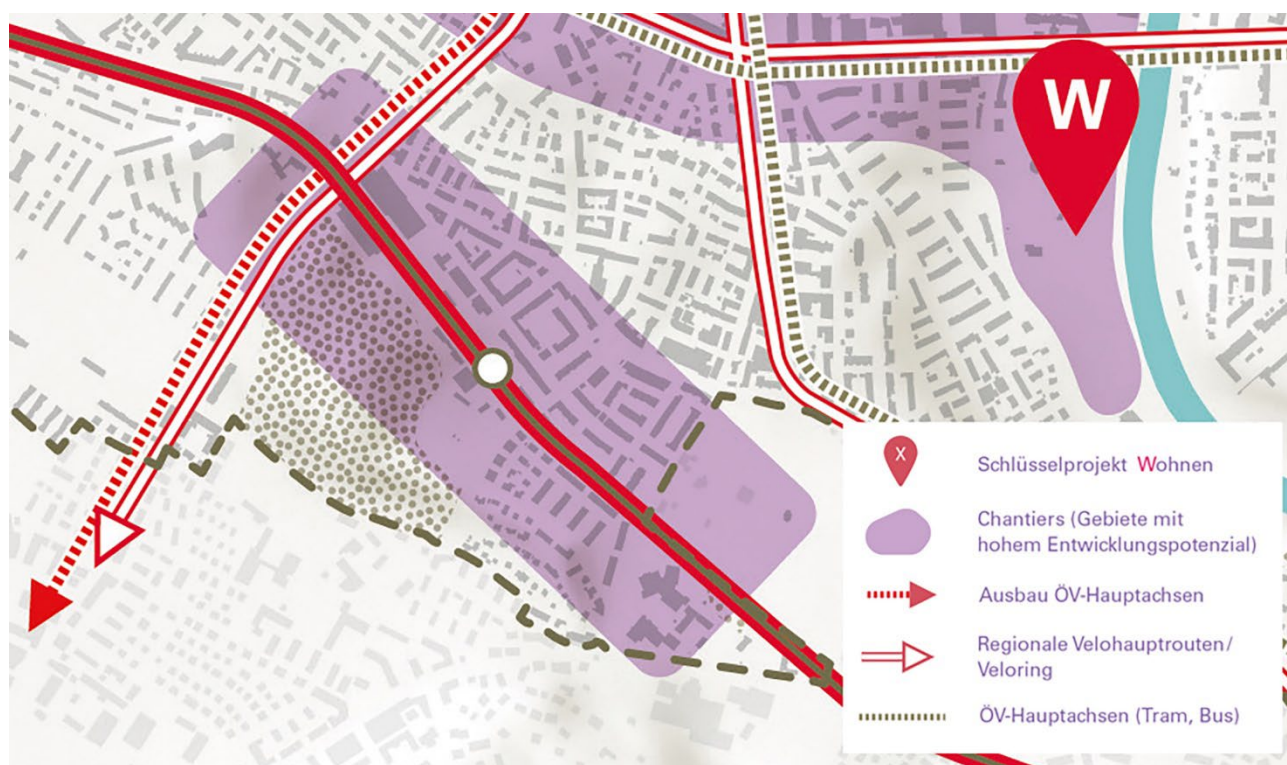 W
X
Schlüsselprojekt Wohnen
Chantiers (Gebiete mit
hohem Entwicklungspotenzial)
Ausbau ÖV-Hauptachsen
Regionale Velohauptrouten/
Veloring
ÖV-Hauptachsen (Tram, Bus)